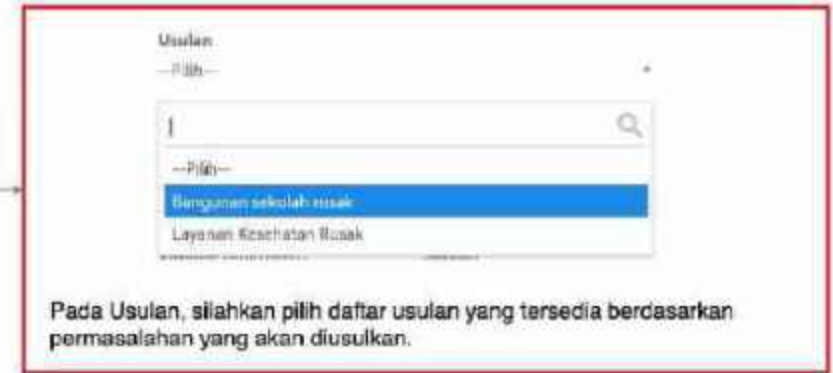 Usulan
--Pilih--
--Pilih--
Bangunan sekolah rusak
Layanan Kesehatan Rusak
Pada Usulan, silahkan pilih daftar usulan yang tersedia berdasarkan
permasalahan yang akan diusulkan.